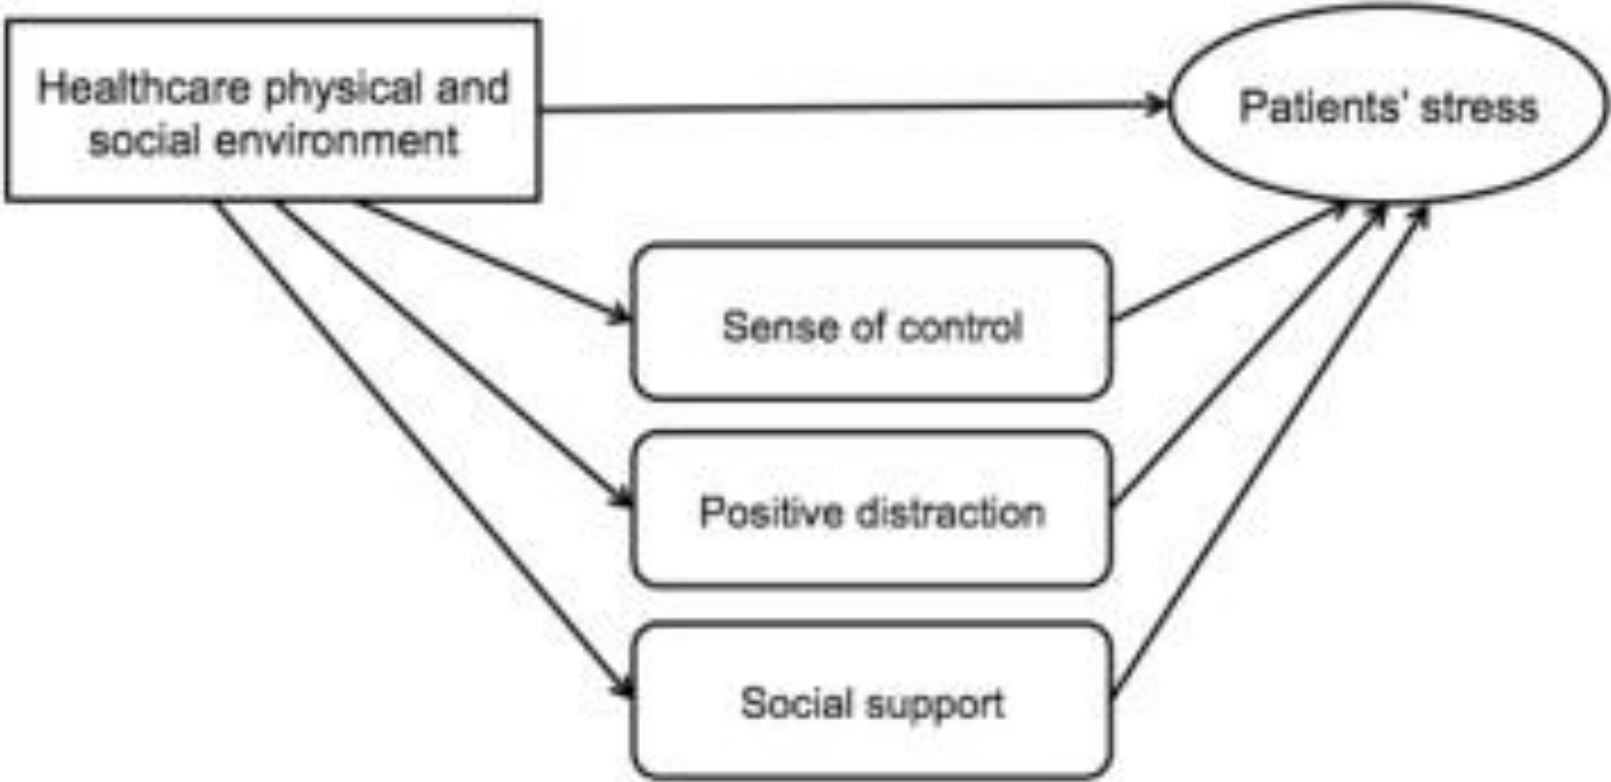 Healthcare physical and
social environment
Patients' stress
Sense of control
Positive distraction
Social support